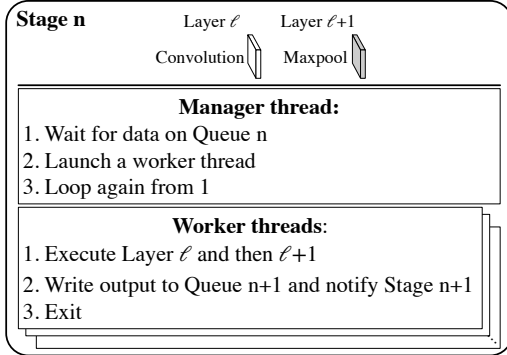 Stage n
Layer ℓ Layer ℓ+1
Convolution Maxpool
Manager thread:
1. Wait for data on Queue n
2. Launch a worker thread
3. Loop again from 1
Worker threads:
1. Execute Layer ℓ and then ℓ+1
2. Write output to Queue n+1 and notify Stage n+1
3. Exit